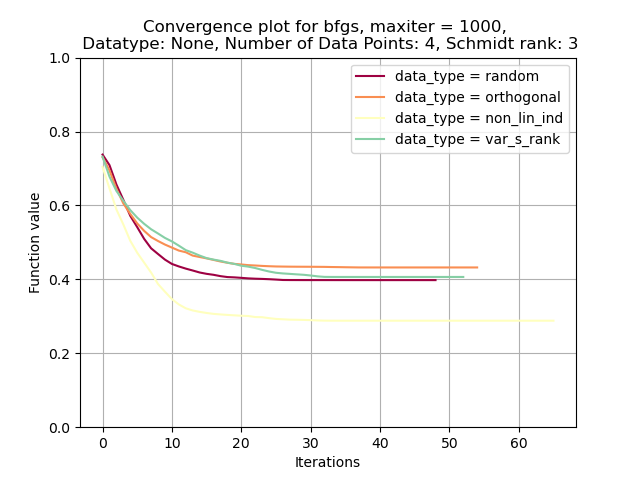 Convergence plot for bfgs, maxiter = 1000,
Datatype: None, Number of Data Points: 4, Schmidt rank: 3
data_type = random
data_type = orthogonal
data_type = non_lin_ind
data_type = var_s_rank
Function value
1.0
0.8
0.6
0.4
0.2
0.0
0 10 20 30 40 50 60
Iterations